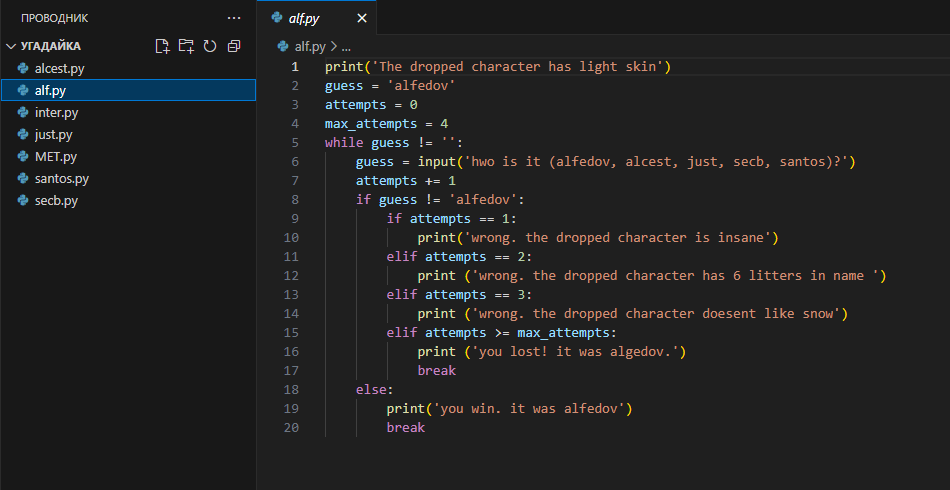 ПРОВОДНИК
УГАДАЙКА
alcest.py
alf.py
inter.py
just.py
MET.py
santos.py
secb.py
alf.py
alf.py > ...
1 print('The dropped character has light skin')
2 guess = 'alfedov'
3 attempts = 0
4 max_attempts = 4
5 while guess != '':
6 guess = input('hwo is it (alfedov, alcest, just, secb, santos)?')
7 attempts += 1
8 if guess != 'alfedov':
9 if attempts == 1:
10 print('wrong. the dropped character is insane')
11 elif attempts == 2:
12 print ('wrong. the dropped character has 6 litters in name ')
13 elif attempts == 3:
14 print ('wrong. the dropped character doesent like snow')
15 elif attempts >= max_attempts:
16 print ('you lost! it was algedov.')
17 break
18 else:
19 print('you win. it was alfedov')
20 break